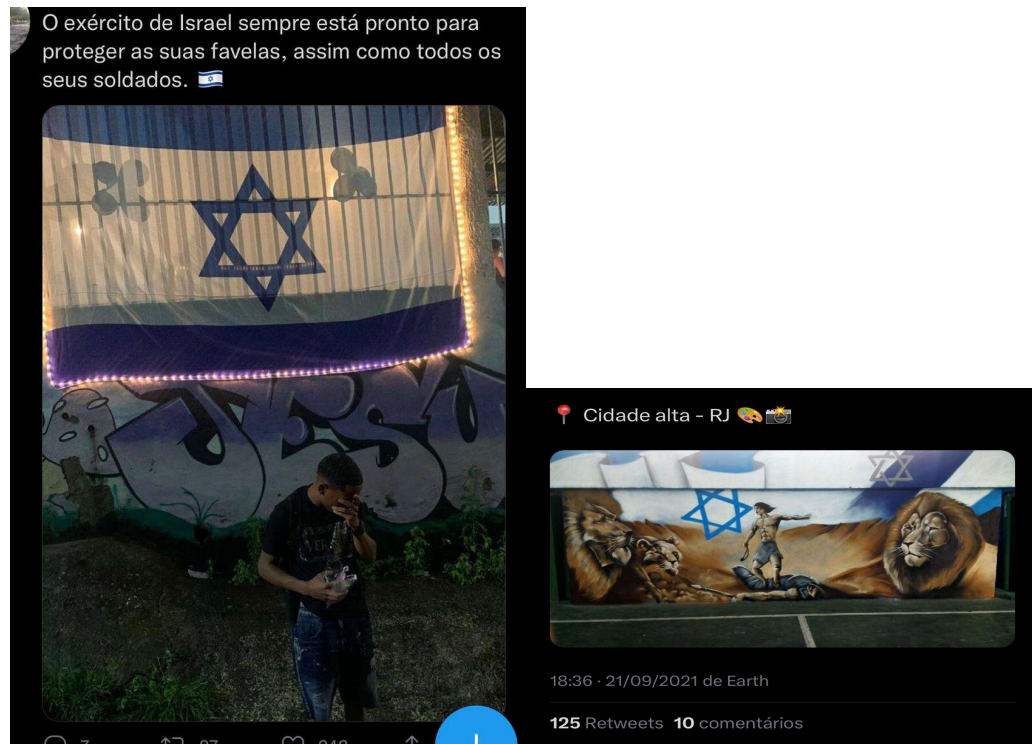 O exército de Israel sempre está pronto para
proteger as suas favelas, assim como todos os
seus soldados. 🇮🇱
JESU
📍 Cidade alta - RJ 🎨📸
18:36 · 21/09/2021 de Earth
125 Retweets 10 comentários